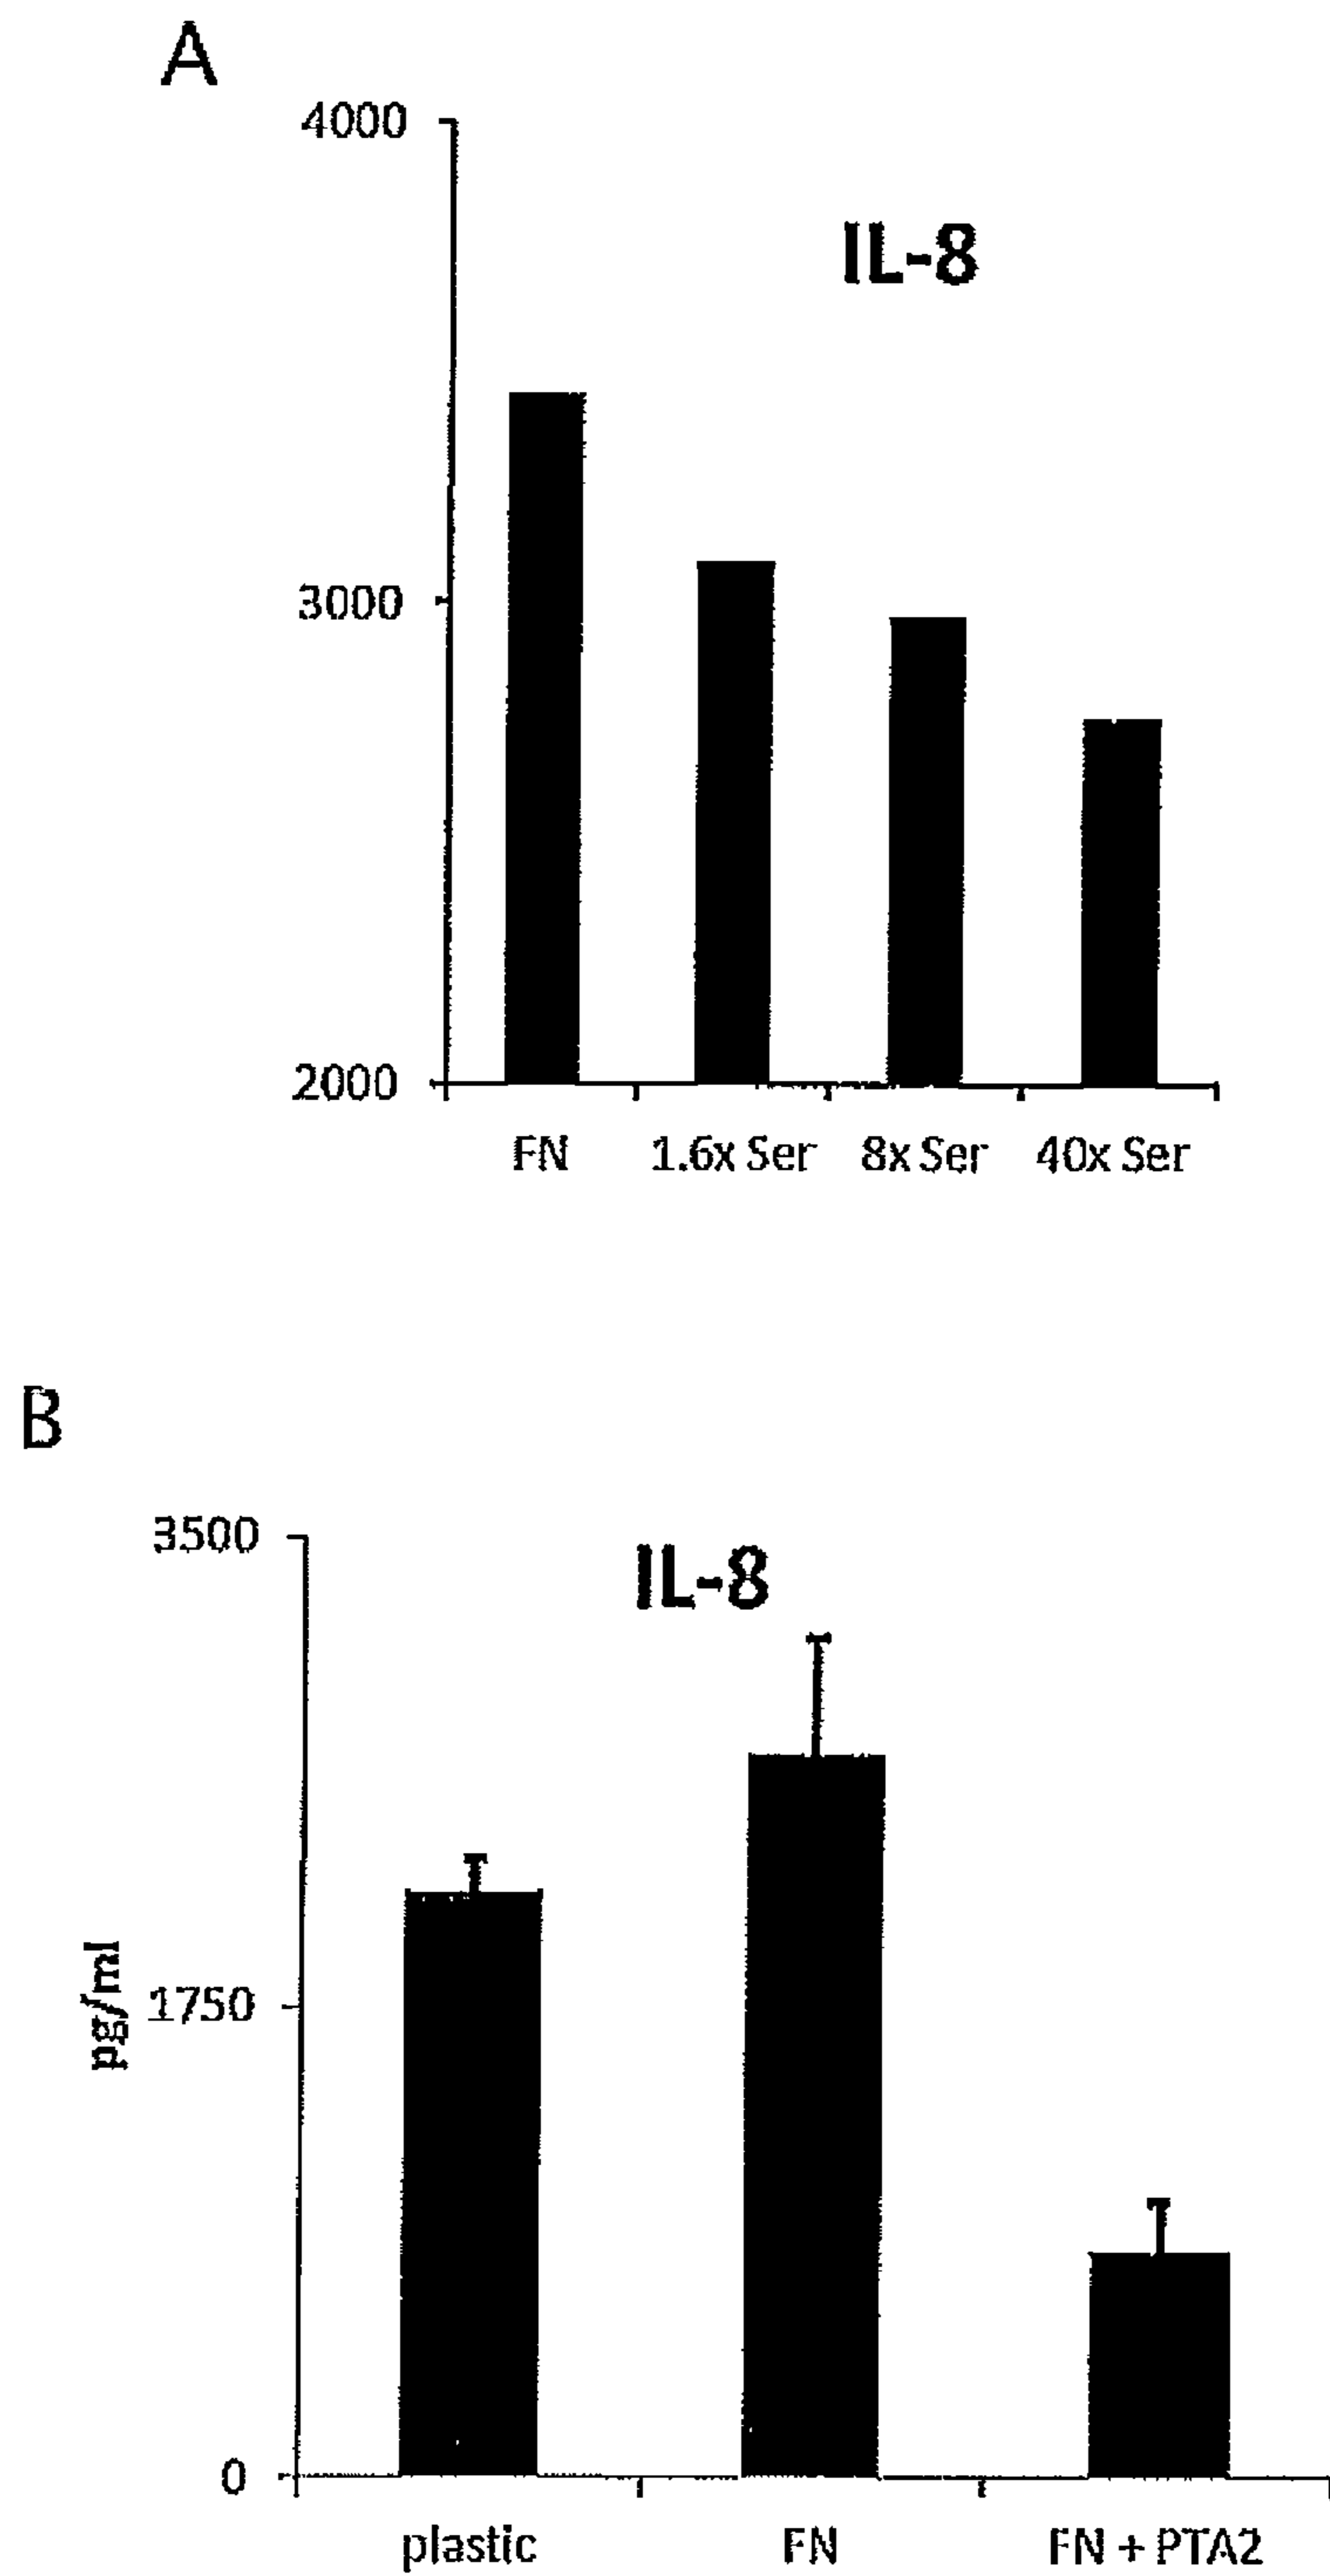 A
4000
IL-8
3000
2000
FN 1.6x Ser 8x Ser 40x Ser
B
3500
IL-8
pg/ml
1750
0
plastic FN FN + PTA2